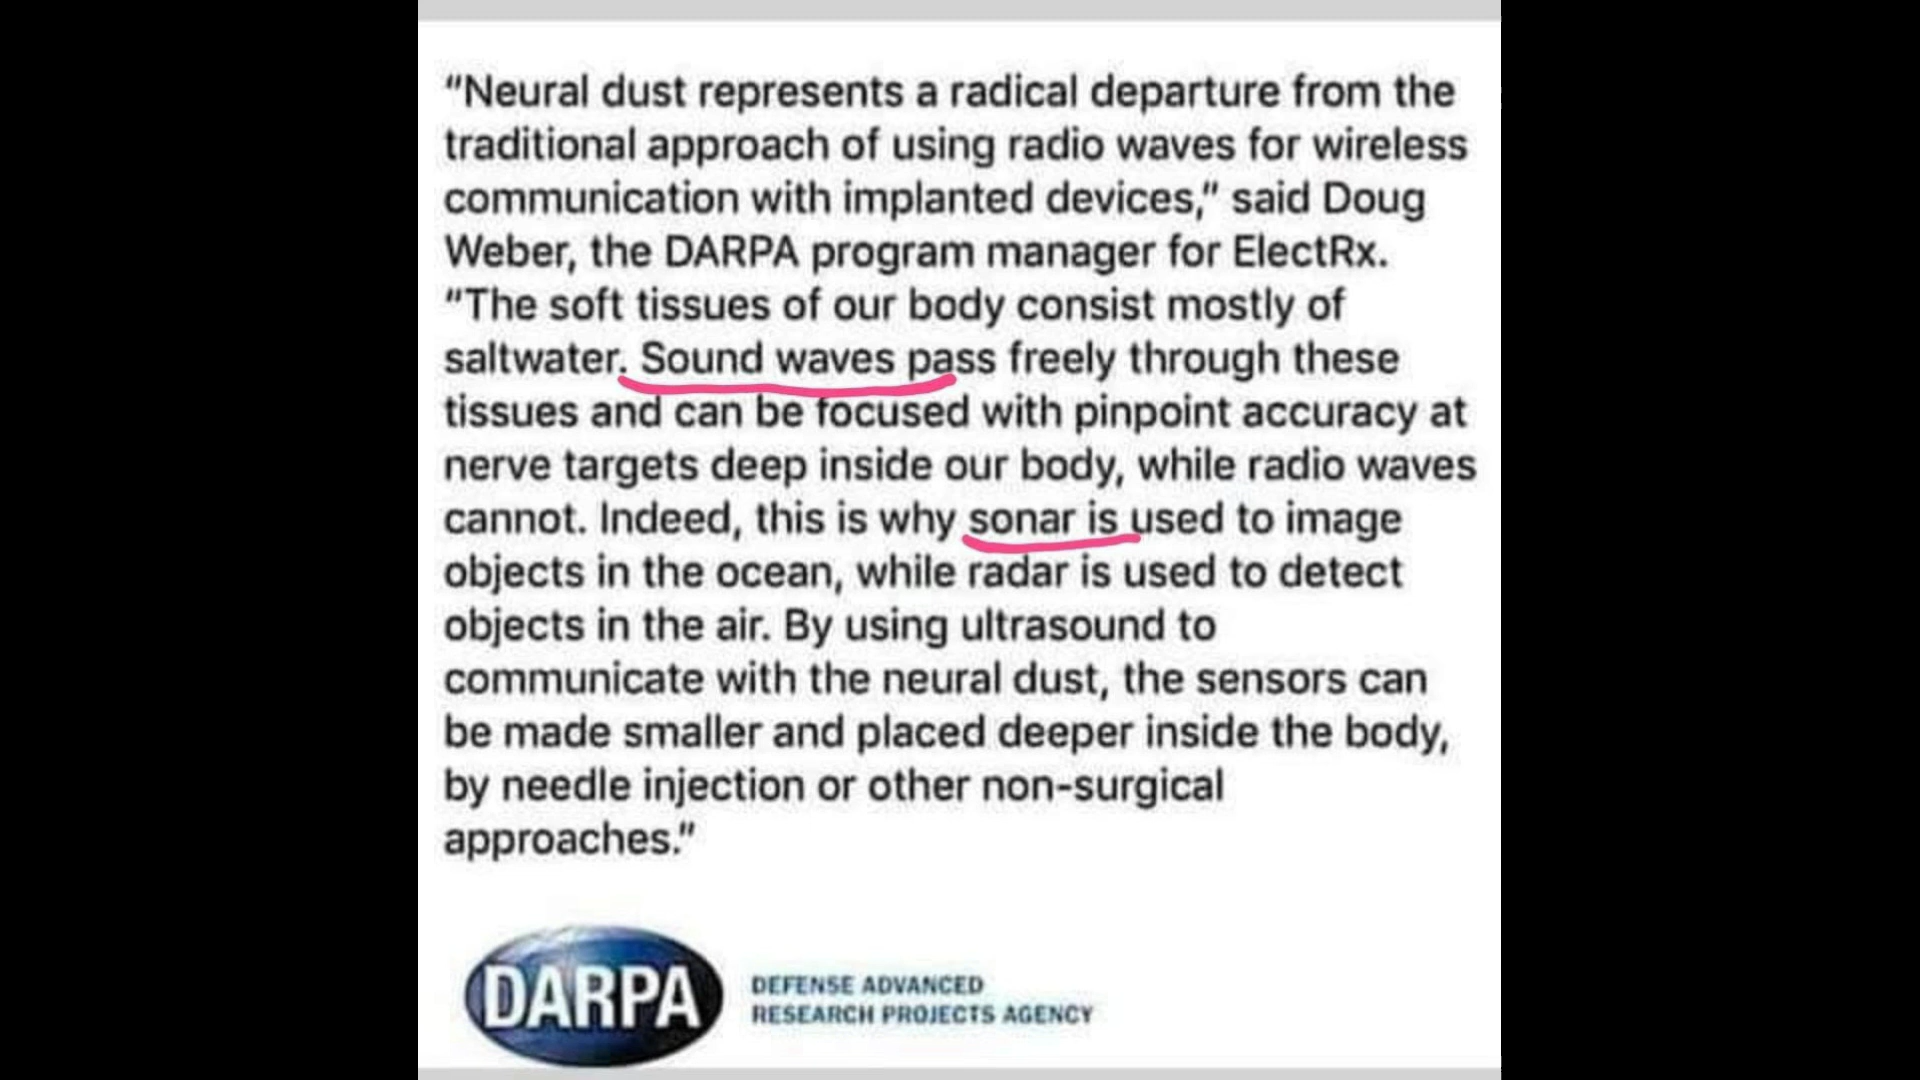 “Neural dust represents a radical departure from the
traditional approach of using radio waves for wireless
communication with implanted devices,” said Doug
Weber, the DARPA program manager for ElectRx.
“The soft tissues of our body consist mostly of
saltwater. Sound waves pass freely through these
tissues and can be focused with pinpoint accuracy at
nerve targets deep inside our body, while radio waves
cannot. Indeed, this is why sonar is used to image
objects in the ocean, while radar is used to detect
objects in the air. By using ultrasound to
communicate with the neural dust, the sensors can
be made smaller and placed deeper inside the body,
by needle injection or other non-surgical
approaches.”
DARPA
DEFENSE ADVANCED
RESEARCH PROJECTS AGENCY